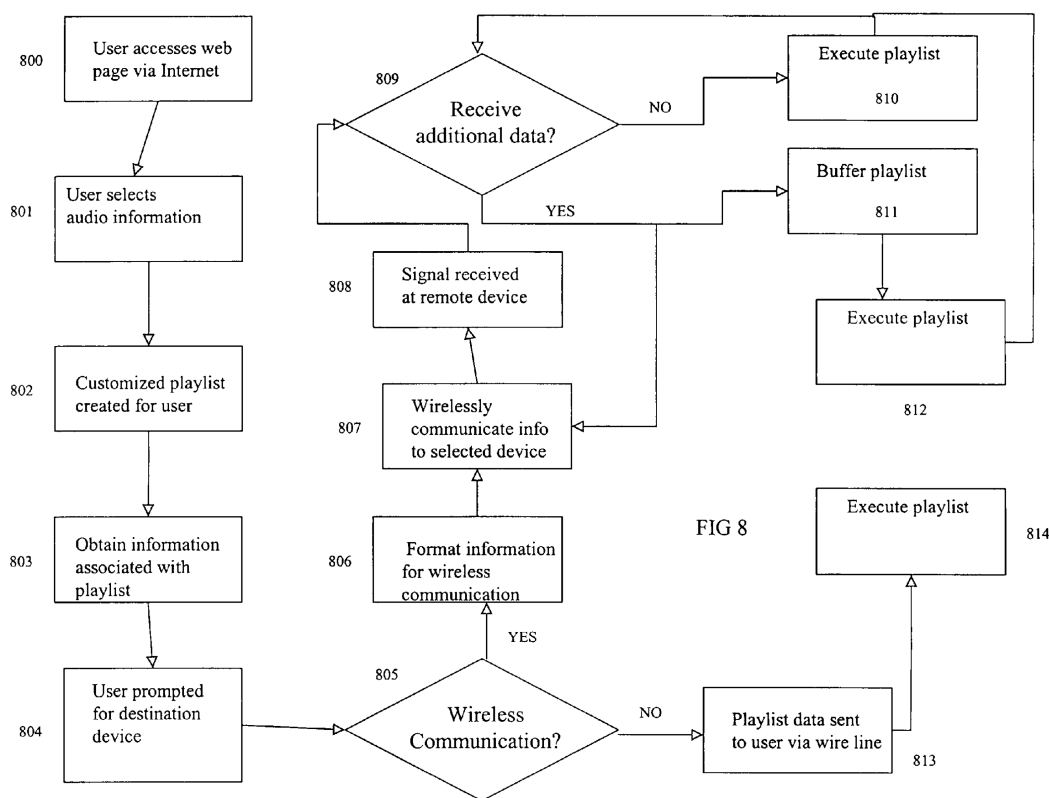 800
User accesses web
page via Internet
801
User selects
audio information
802
Customized playlist
created for user
803
Obtain information
associated with
playlist
804
User prompted
for destination
device
805
Wireless
Communication?
YES
NO
806
Format information
for wireless
communication
807
Wirelessly
communicate info
to selected device
808
Signal received
at remote device
809
Receive
additional data?
NO
YES
Execute playlist
810
Buffer playlist
811
Execute playlist
812
Playlist data sent
to user via wire line
813
Execute playlist
814
FIG 8